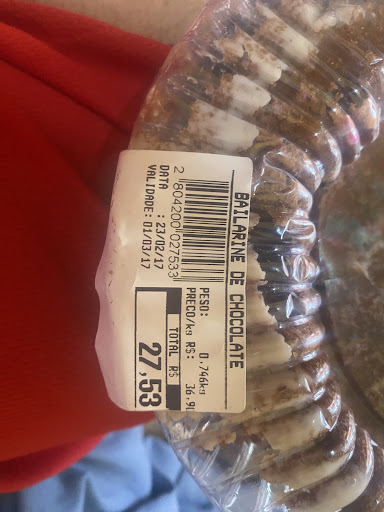 BAILARINE DE CHOCOLATE
2 804200 027533
DATA : 23/02/17
VALIDADE: 01/03/17
PESO: 0,746kg
PRECO/kg R$: 36,90
TOTAL R$
27,53